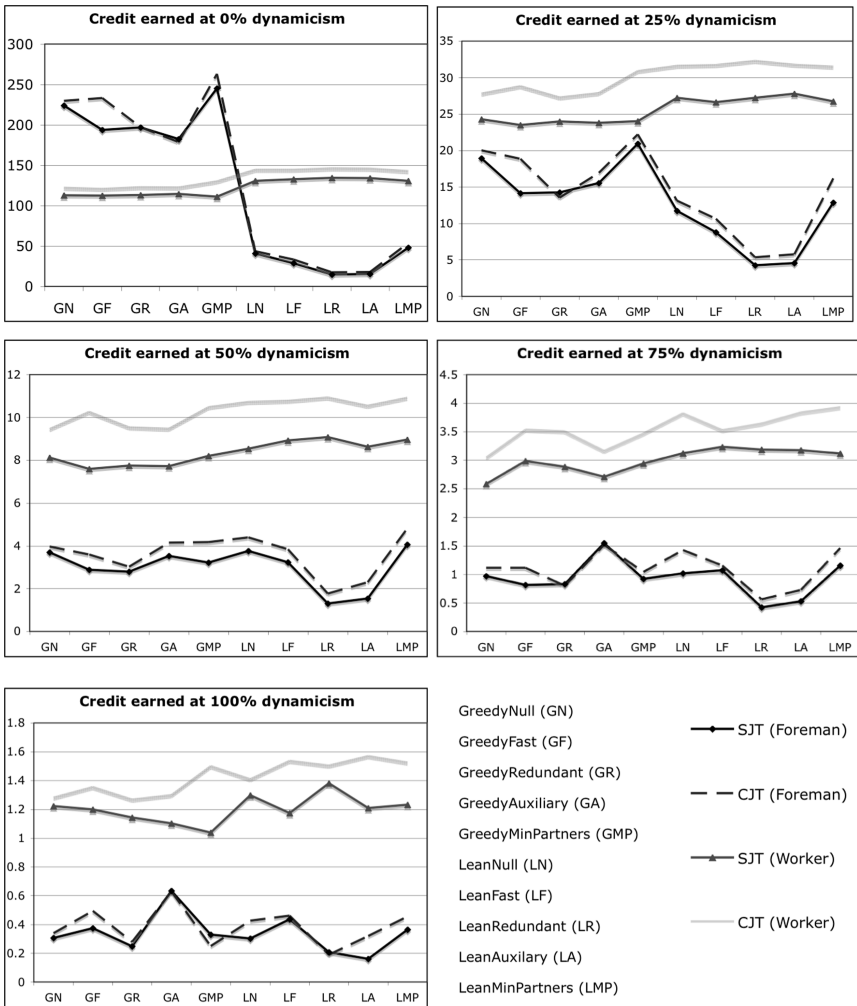 Credit earned at 0% dynamicism
300
250
200
150
100
50
0
GN GF GR GA GMP LN LF LR LA LMP
Credit earned at 25% dynamicism
35
30
25
20
15
10
5
0
GN GF GR GA GMP LN LF LR LA LMP
Credit earned at 50% dynamicism
12
10
8
6
4
2
0
GN GF GR GA GMP LN LF LR LA LMP
Credit earned at 75% dynamicism
4.5
4
3.5
3
2.5
2
1.5
1
0.5
0
GN GF GR GA GMP LN LF LR LA LMP
Credit earned at 100% dynamicism
1.8
1.6
1.4
1.2
1
0.8
0.6
0.4
0.2
0
GN GF GR GA GMP LN LF LR LA LMP
GreedyNull (GN)
GreedyFast (GF)
GreedyRedundant (GR)
GreedyAuxiliary (GA)
GreedyMinPartners (GMP)
LeanNull (LN)
LeanFast (LF)
LeanRedundant (LR)
LeanAuxilary (LA)
LeanMinPartners (LMP)
SJT (Foreman)
CJT (Foreman)
SJT (Worker)
CJT (Worker)